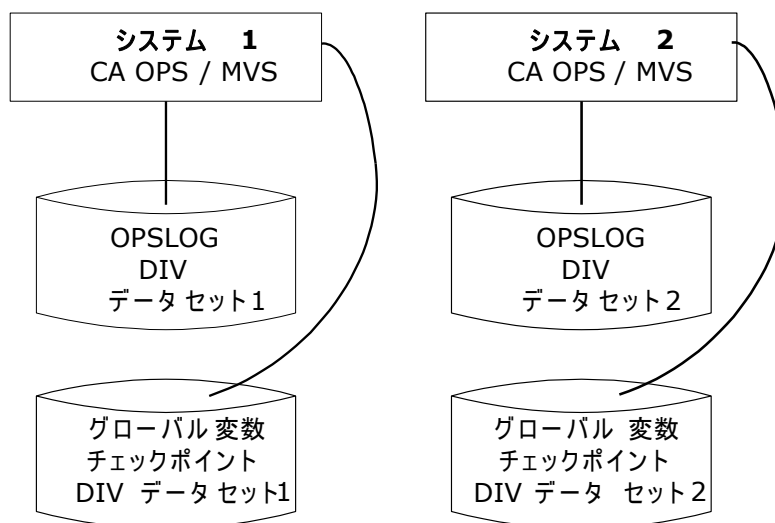 システム 1
CA OPS / MVS
OPSLOG
DIV
データ セット1
グローバル 変数
チェックポイント
DIV データ セット1
システム 2
CA OPS / MVS
OPSLOG
DIV
データ セット2
グローバル 変数
チェックポイント
DIV データ セット2